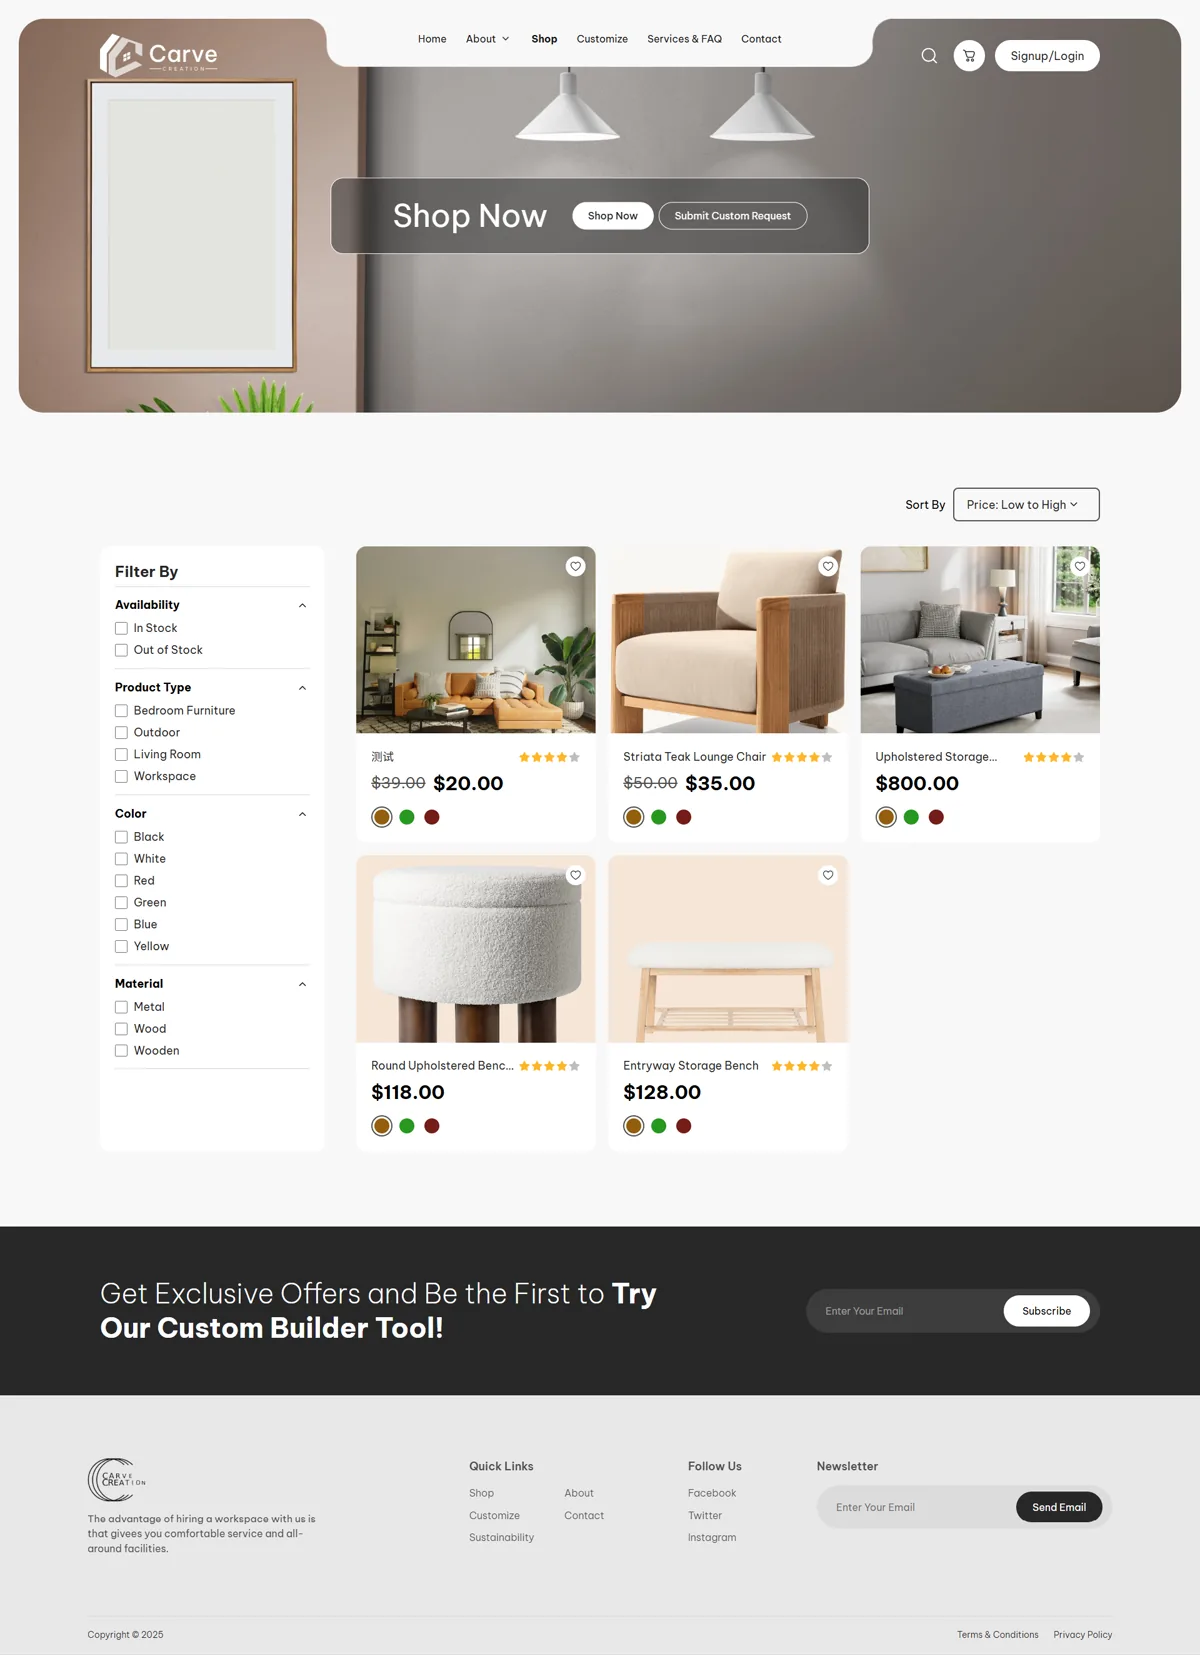 Home About Shop Customize Services & FAQ Contact
Carve
CREATION
Signup/Login
Shop Now
Shop Now
Submit Custom Request
Sort By
Price: Low to High
Filter By
Availability
In Stock
Out of Stock
Product Type
Bedroom Furniture
Outdoor
Living Room
Workspace
Color
Black
White
Red
Green
Blue
Yellow
Material
Metal
Wood
Wooden
测试
$39.00 $20.00
Striata Teak Lounge Chair
$50.00 $35.00
Upholstered Storage...
$800.00
Round Upholstered Benc...
$118.00
Entryway Storage Bench
$128.00
Get Exclusive Offers and Be the First to Try
Our Custom Builder Tool!
Enter Your Email
Subscribe
CARVE
CREATION
The advantage of hiring a workspace with us is
that givees you comfortable service and all-
around facilities.
Quick Links
Shop
About
Customize
Contact
Sustainability
Follow Us
Facebook
Twitter
Instagram
Newsletter
Enter Your Email
Send Email
Copyright © 2025
Terms & Conditions
Privacy Policy